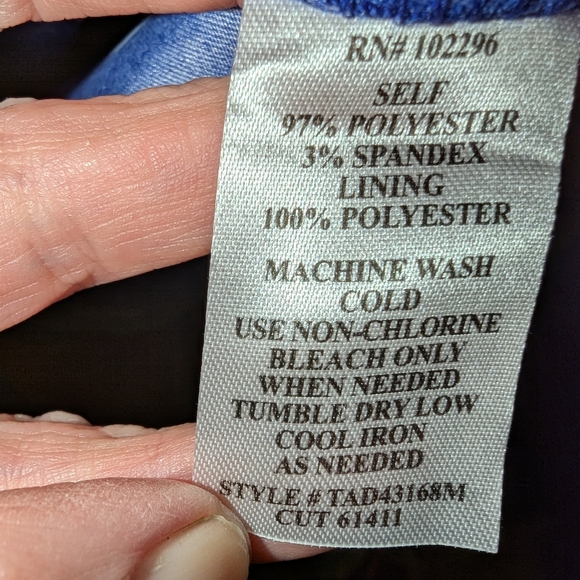 RN# 102296
SELF
97% POLYESTER
3% SPANDEX
LINING
100% POLYESTER
MACHINE WASH
COLD
USE NON-CHLORINE
BLEACH ONLY
WHEN NEEDED
TUMBLE DRY LOW
COOL IRON
AS NEEDED
STYLE # TAD43168M
CUT 61411